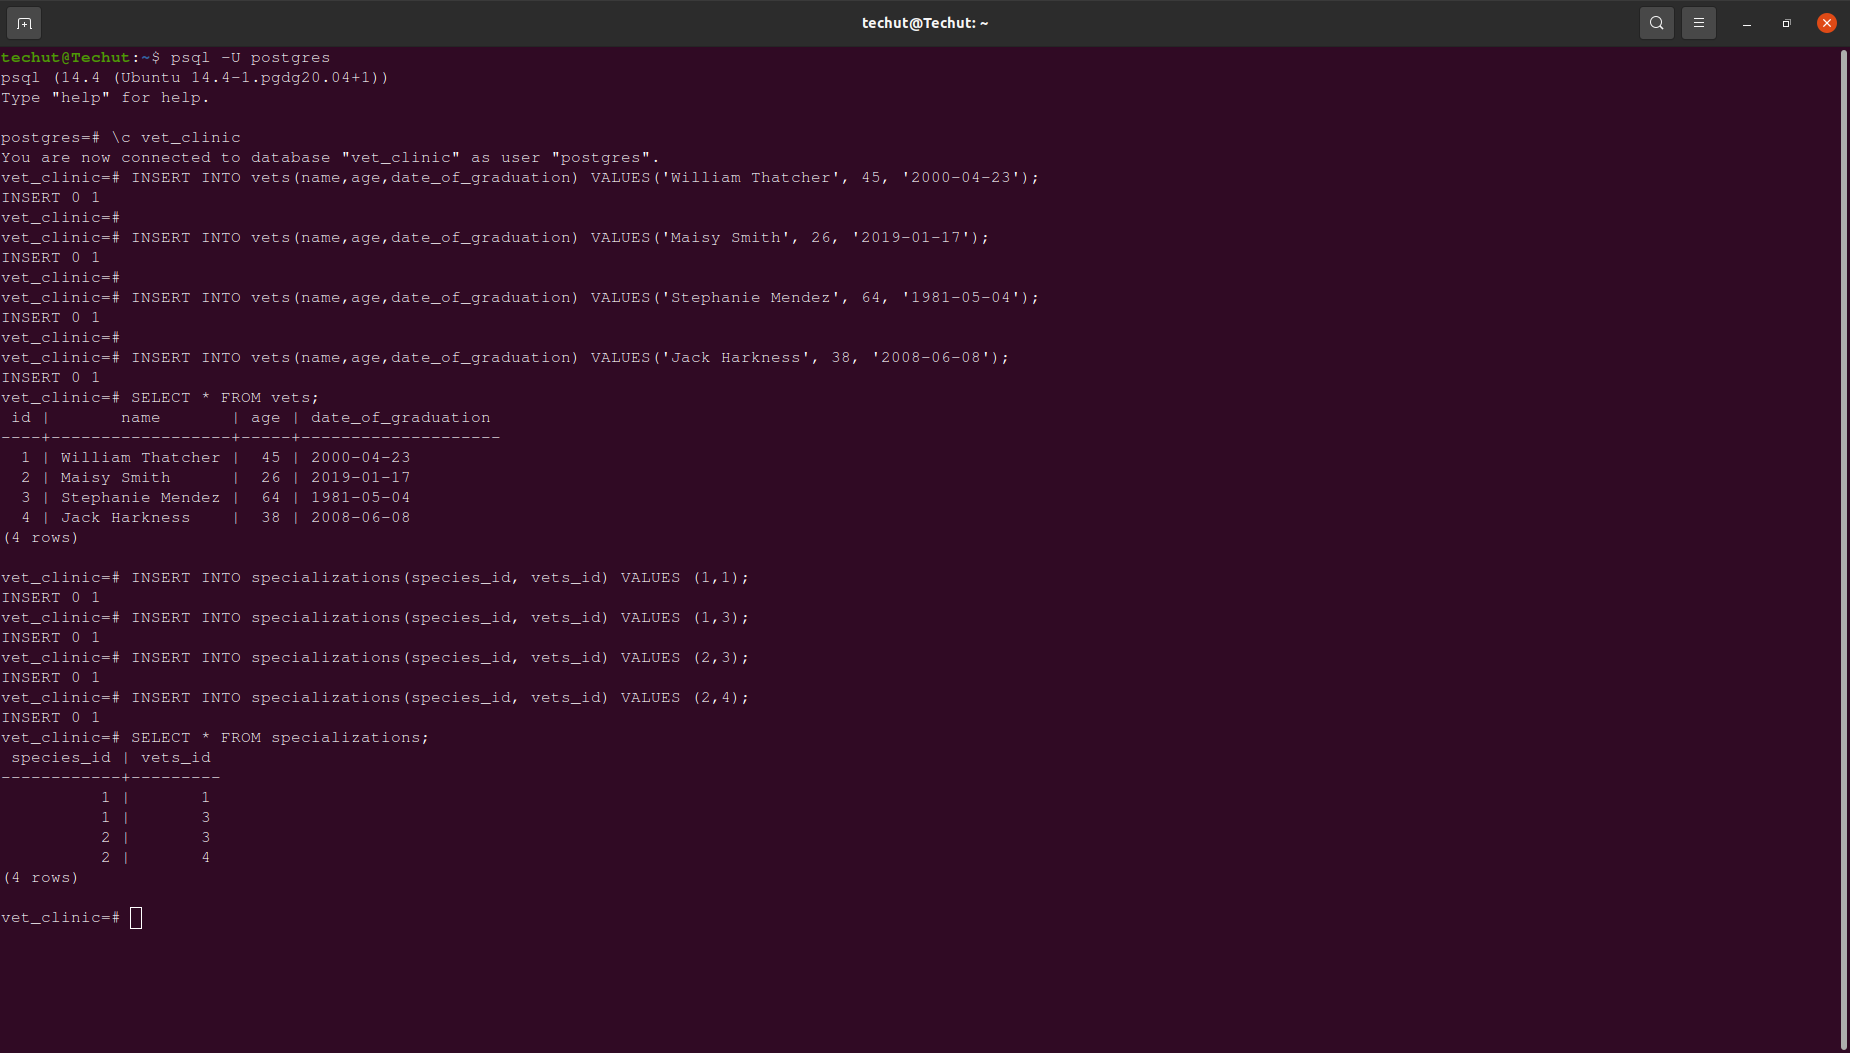 techut@Techut: ~
techut@Techut:~$ psql -U postgres
psql (14.4 (Ubuntu 14.4-1.pgdg20.04+1))
Type "help" for help.

postgres=# \c vet_clinic
You are now connected to database "vet_clinic" as user "postgres".
vet_clinic=# INSERT INTO vets(name,age,date_of_graduation) VALUES('William Thatcher', 45, '2000-04-23');
INSERT 0 1
vet_clinic=#
vet_clinic=# INSERT INTO vets(name,age,date_of_graduation) VALUES('Maisy Smith', 26, '2019-01-17');
INSERT 0 1
vet_clinic=#
vet_clinic=# INSERT INTO vets(name,age,date_of_graduation) VALUES('Stephanie Mendez', 64, '1981-05-04');
INSERT 0 1
vet_clinic=#
vet_clinic=# INSERT INTO vets(name,age,date_of_graduation) VALUES('Jack Harkness', 38, '2008-06-08');
INSERT 0 1
vet_clinic=# SELECT * FROM vets;
 id |       name       | age | date_of_graduation
----+------------------+-----+--------------------
  1 | William Thatcher |  45 | 2000-04-23
  2 | Maisy Smith      |  26 | 2019-01-17
  3 | Stephanie Mendez |  64 | 1981-05-04
  4 | Jack Harkness    |  38 | 2008-06-08
(4 rows)

vet_clinic=# INSERT INTO specializations(species_id, vets_id) VALUES (1,1);
INSERT 0 1
vet_clinic=# INSERT INTO specializations(species_id, vets_id) VALUES (1,3);
INSERT 0 1
vet_clinic=# INSERT INTO specializations(species_id, vets_id) VALUES (2,3);
INSERT 0 1
vet_clinic=# INSERT INTO specializations(species_id, vets_id) VALUES (2,4);
INSERT 0 1
vet_clinic=# SELECT * FROM specializations;
 species_id | vets_id
------------+---------
          1 |       1
          1 |       3
          2 |       3
          2 |       4
(4 rows)

vet_clinic=#